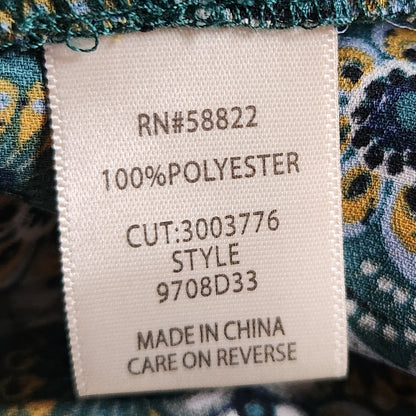 RN#58822
100%POLYESTER
CUT:3003776
STYLE
9708D33
MADE IN CHINA
CARE ON REVERSE